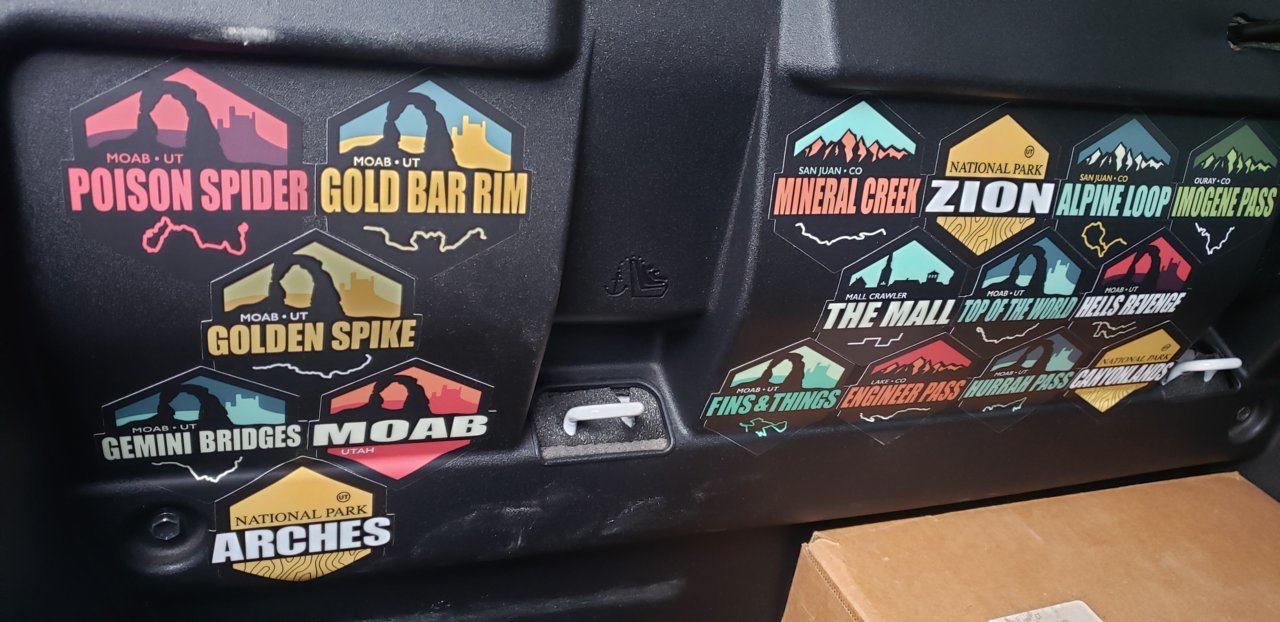 MOAB • UT
POISON SPIDER
MOAB • UT
GOLD BAR RIM
MOAB • UT
GOLDEN SPIKE
MOAB • UT
GEMINI BRIDGES
MOAB
UTAH
UT
NATIONAL PARK
ARCHES
SAN JUAN • CO
MINERAL CREEK
UT
NATIONAL PARK
ZION
SAN JUAN • CO
ALPINE LOOP
OURAY • CO
IMOGENE PASS
MALL CRAWLER
THE MALL
MOAB • UT
TOP OF THE WORLD
MOAB • UT
HELLS REVENGE
MOAB • UT
FINS & THINGS
LAKE • CO
ENGINEER PASS
MOAB • UT
HURRAH PASS
UT
NATIONAL PARK
CANYONLANDS